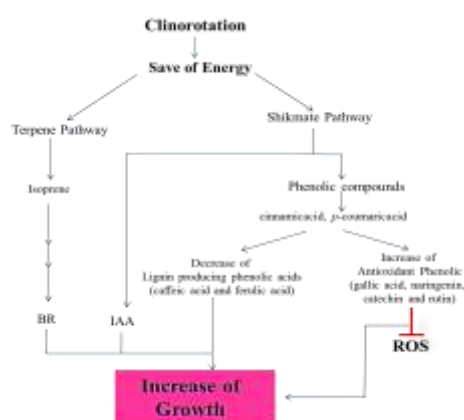 Clinorotation
Save of Energy
Terpene Pathway
Shikmate Pathway
Isoprene
Phenolic compounds
cinnamicacid, p-coumaricacid
Decrease of
Lignin producing phenolic acids
(caffeic acid and ferolic acid)
Increase of
Antioxidant Phenolic
(gallic acid, naringenin,
catechin and rutin)
BR
IAA
ROS
Increase of
Growth